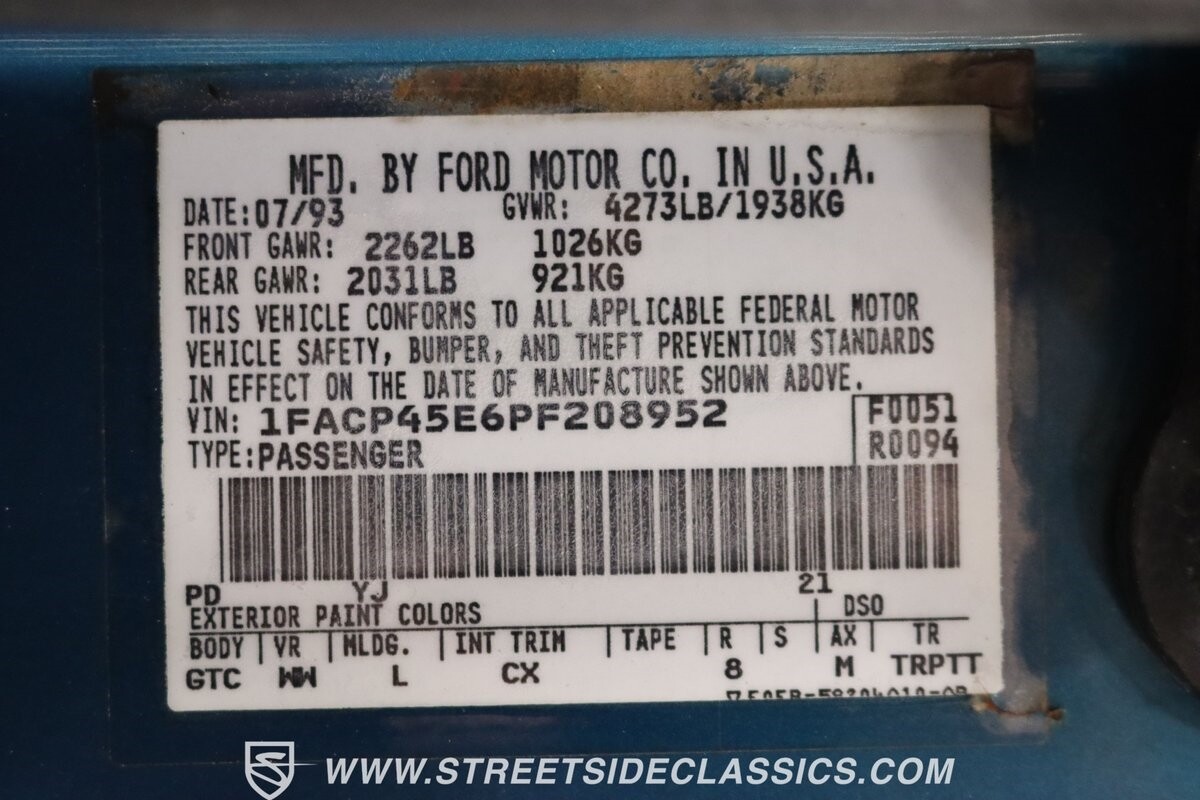 MFD. BY FORD MOTOR CO. IN U.S.A.
DATE:07/93 GVWR: 4273LB/1938KG
FRONT GAWR: 2262LB 1026KG
REAR GAWR: 2031LB 921KG
THIS VEHICLE CONFORMS TO ALL APPLICABLE FEDERAL MOTOR
VEHICLE SAFETY, BUMPER, AND THEFT PREVENTION STANDARDS
IN EFFECT ON THE DATE OF MANUFACTURE SHOWN ABOVE.
VIN: 1FACP45E6PF208952 F0051
TYPE:PASSENGER R0094
PD YJ 21
EXTERIOR PAINT COLORS DSO
BODY VR MLDG. INT TRIM TAPE R S AX TR
GTC WW L CX 8 M TRPTT
WWW.STREETSIDECLASSICS.COM